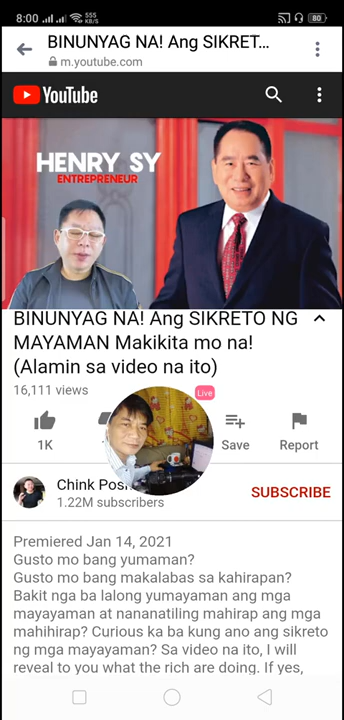 8:00
555
KB/S
80
BINUNYAG NA! Ang SIKRET...
m.youtube.com
YouTube
HENRY SY
ENTREPRENEUR
BINUNYAG NA! Ang SIKRETO NG
MAYAMAN Makikita mo na!
(Alamin sa video na ito)
16,111 views
Live
1K
Save
Report
Chink
1.22M subscribers
SUBSCRIBE
Premiered Jan 14, 2021
Gusto mo bang yumaman?
Gusto mo bang makalabas sa kahirapan?
Bakit nga ba lalong yumayaman ang mga
mayayaman at nananatiling mahirap ang mga
mahihirap? Curious ka ba kung ano ang sikreto
ng mga mayayaman? Sa video na ito, I will
reveal to you what the rich are doing. If yes,